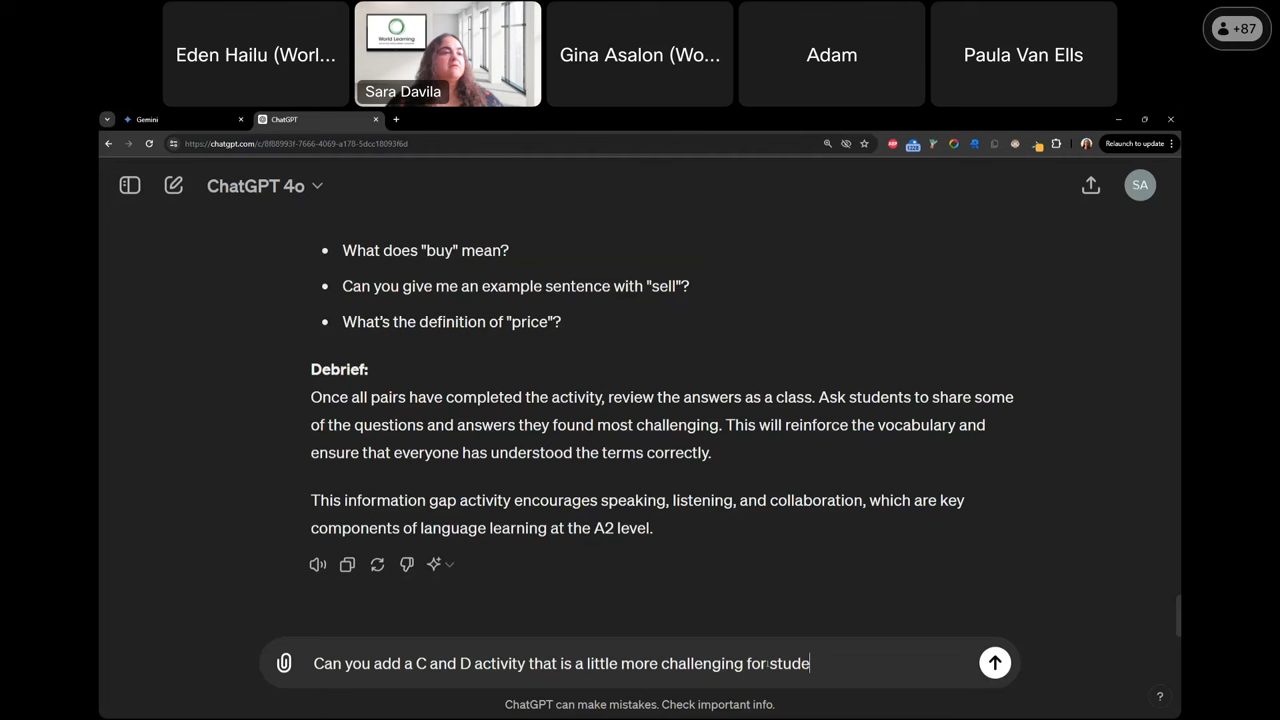 Eden Hailu (Worl...
World Learning
Sara Davila
Gina Asalon (Wo...
Adam
Paula Van Ells
+87
Gemini
ChatGPT
https://chatgpt.com/c/8f88993f-7666-4069-a178-5dcc18093f6d
Relaunch to update
ChatGPT 4o
SA
What does "buy" mean?
Can you give me an example sentence with "sell"?
What's the definition of "price"?
Debrief:
Once all pairs have completed the activity, review the answers as a class. Ask students to share some
of the questions and answers they found most challenging. This will reinforce the vocabulary and
ensure that everyone has understood the terms correctly.
This information gap activity encourages speaking, listening, and collaboration, which are key
components of language learning at the A2 level.
Can you add a C and D activity that is a little more challenging for stude
ChatGPT can make mistakes. Check important info.
?